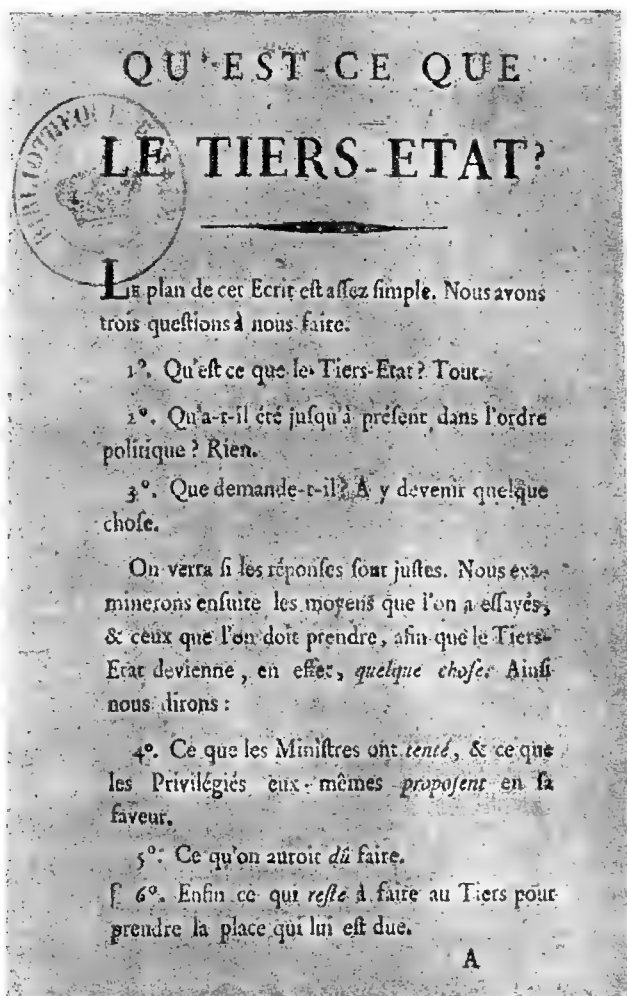 QU'EST-CE QUE
LE TIERS-ETAT?
LE plan de cet Ecrit est assez simple. Nous avons
trois questions à nous faire.
1°. Qu'est ce que le Tiers-Etat? Tout.
2°. Qu'a-t-il été jusqu'à présent dans l'ordre
politique? Rien.
3°. Que demande-t-il? A y devenir quelque
chose.
On verra si les réponses sont justes. Nous exa-
minerons ensuite les moyens que l'on a essayés,
& ceux que l'on doit prendre, afin que le Tiers-
Etat devienne, en effet, quelque chose. Ainsi
nous dirons :
4°. Ce que les Ministres ont tenté, & ce que
les Privilégiés eux-mêmes proposent en sa
faveur.
5°. Ce qu'on auroit dû faire.
6°. Enfin ce qui reste à faire au Tiers pour
prendre la place qui lui est due.
A